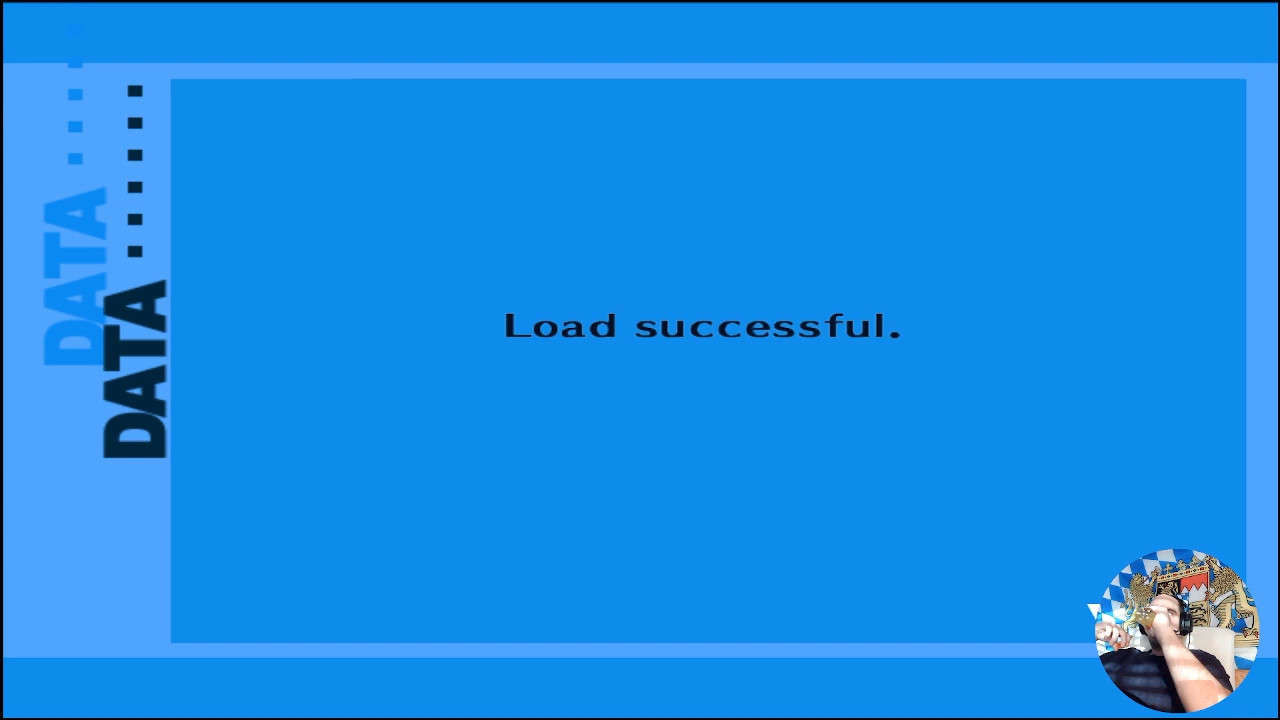 DATA ......
DATA .....
Load successful.